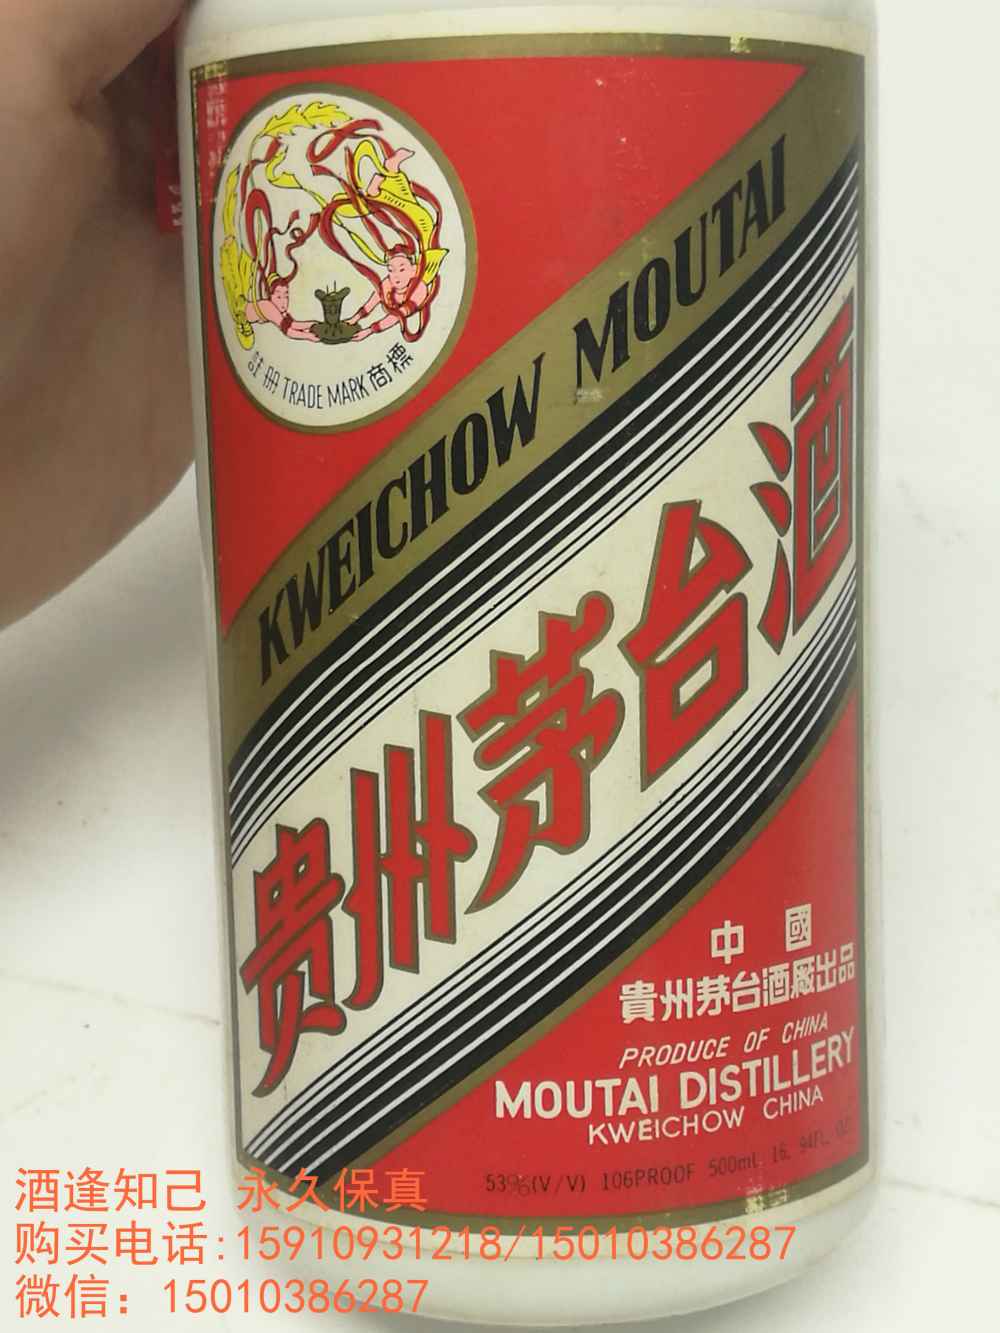 註册 TRADE MARK 商標
KWEICHOW MOUTAI
贵州茅台酒
中國
貴州茅台酒厰出品
PRODUCE OF CHINA
MOUTAI DISTILLERY
KWEICHOW CHINA
53%(V/V) 106PROOF 500mL 16. 94FL. OZ.
酒逢知己 永久保真
购买电话:15910931218/15010386287
微信：15010386287